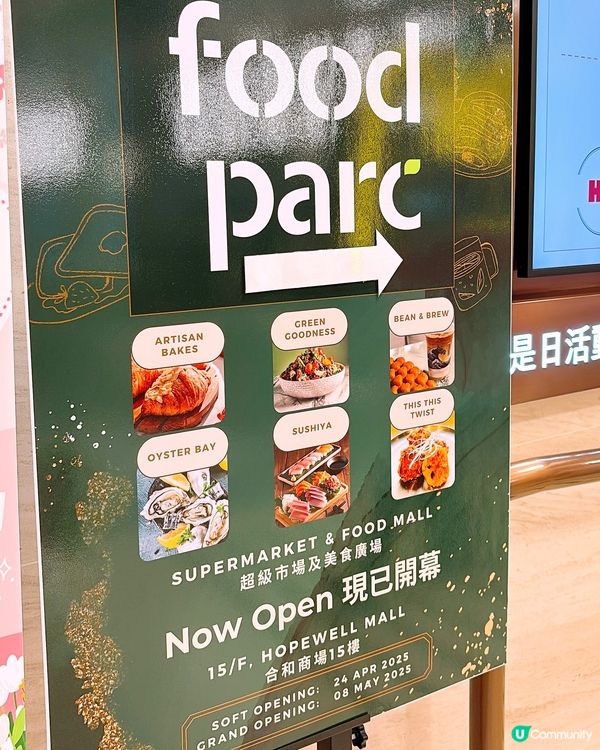 food
parc
ARTISAN
BAKES
GREEN
GOODNESS
BEAN & BREW
OYSTER BAY
SUSHIYA
THIS THIS
TWIST
SUPERMARKET & FOOD MALL
超級市場及美食廣場
Now Open 現已開幕
15/F, HOPEWELL MALL
合和商場15樓
SOFT OPENING: 24 APR 2025
GRAND OPENING: 08 MAY 2025
H
是日活動
U Community